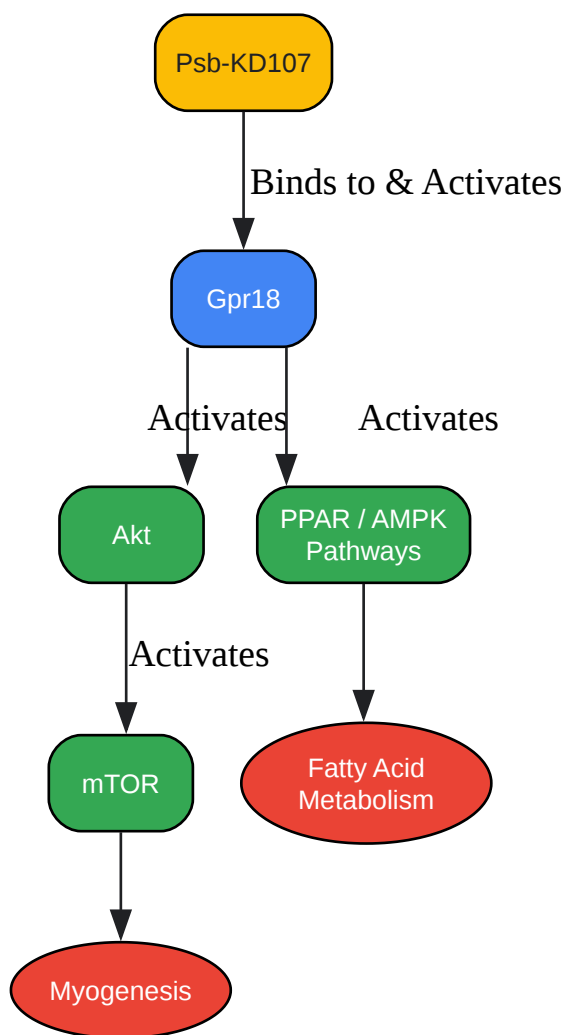 Psb-KD107
Binds to & Activates
Gpr18
Activates
Activates
Akt
PPAR / AMPK
Pathways
Activates
mTOR
Fatty Acid
Metabolism
Myogenesis